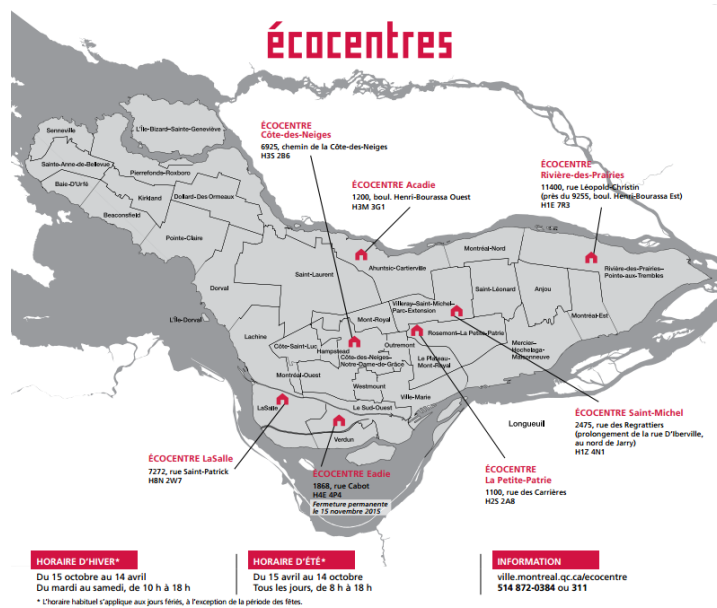 écocentres
ÉCOCENTRE
Côte-des-Neiges
6925, chemin de la Côte-des-Neiges
H3S 2B6
ÉCOCENTRE Acadie
1200, boul. Henri-Bourassa Ouest
H3M 3G1
ÉCOCENTRE
Rivière-des-Prairies
11400, rue Léopold-Christin
(près du 9255, boul. Henri-Bourassa Est)
H1E 7R3
Senneville
L'Île-Bizard–Sainte-Geneviève
Sainte-Anne-de-Bellevue
Pierrefonds-Roxboro
Baie-D'Urfé
Kirkland
Dollard-Des Ormeaux
Beaconsfield
Pointe-Claire
Dorval
L'Île-Dorval
Saint-Laurent
Ahuntsic-Cartierville
Montréal-Nord
Rivière-des-Prairies–
Pointe-aux-Trembles
Saint-Léonard
Anjou
Montréal-Est
Villeray–Saint-Michel–
Parc-Extension
Mont-Royal
Rosemont–La Petite-Patrie
Mercier–
Hochelaga-
Maisonneuve
Lachine
Côte-Saint-Luc
Hampstead
Outremont
Côte-des-Neiges–
Notre-Dame-de-Grâce
Le Plateau-
Mont-Royal
Montréal-Ouest
Westmount
Ville-Marie
LaSalle
Le Sud-Ouest
Verdun
Longueuil
ÉCOCENTRE Saint-Michel
2475, rue des Regrattiers
(prolongement de la rue D'Iberville,
au nord de Jarry)
H1Z 4N1
ÉCOCENTRE LaSalle
7272, rue Saint-Patrick
H8N 2W7
ÉCOCENTRE Eadie
1868, rue Cabot
H4E 4P4
Fermeture permanente
le 15 novembre 2015
ÉCOCENTRE
La Petite-Patrie
1100, rue des Carrières
H2S 2A8
HORAIRE D'HIVER*
Du 15 octobre au 14 avril
Du mardi au samedi, de 10 h à 18 h
HORAIRE D'ÉTÉ*
Du 15 avril au 14 octobre
Tous les jours, de 8 h à 18 h
INFORMATION
ville.montreal.qc.ca/ecocentre
514 872-0384 ou 311
* L'horaire habituel s'applique aux jours fériés, à l'exception de la période des fêtes.